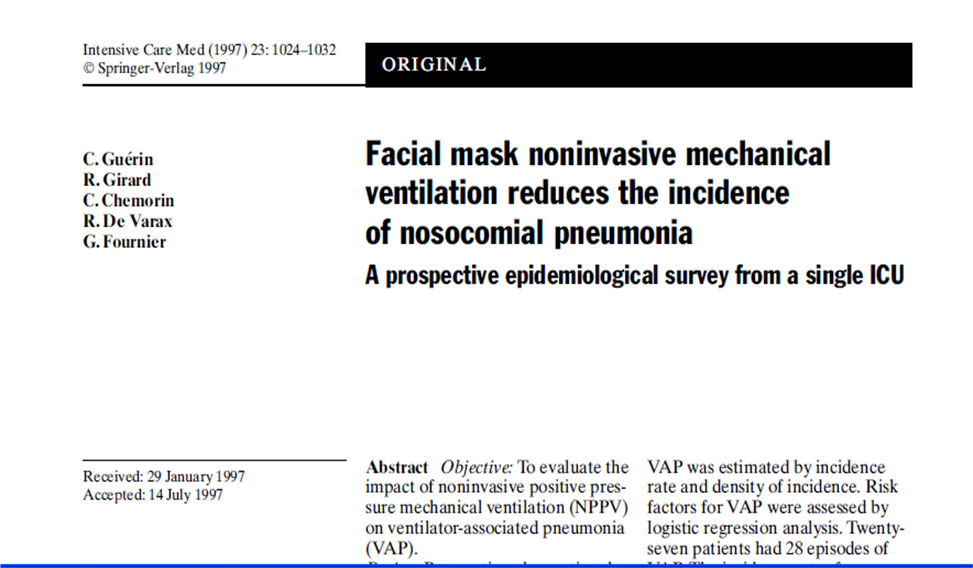 Intensive Care Med (1997) 23: 1024–1032
© Springer-Verlag 1997
ORIGINAL
C. Guérin
R. Girard
C. Chemorin
R. De Varax
G. Fournier
Facial mask noninvasive mechanical
ventilation reduces the incidence
of nosocomial pneumonia
A prospective epidemiological survey from a single ICU
Received: 29 January 1997
Accepted: 14 July 1997
Abstract Objective: To evaluate the
impact of noninvasive positive pres-
sure mechanical ventilation (NPPV)
on ventilator-associated pneumonia
(VAP).
VAP was estimated by incidence
rate and density of incidence. Risk
factors for VAP were assessed by
logistic regression analysis. Twenty-
seven patients had 28 episodes of